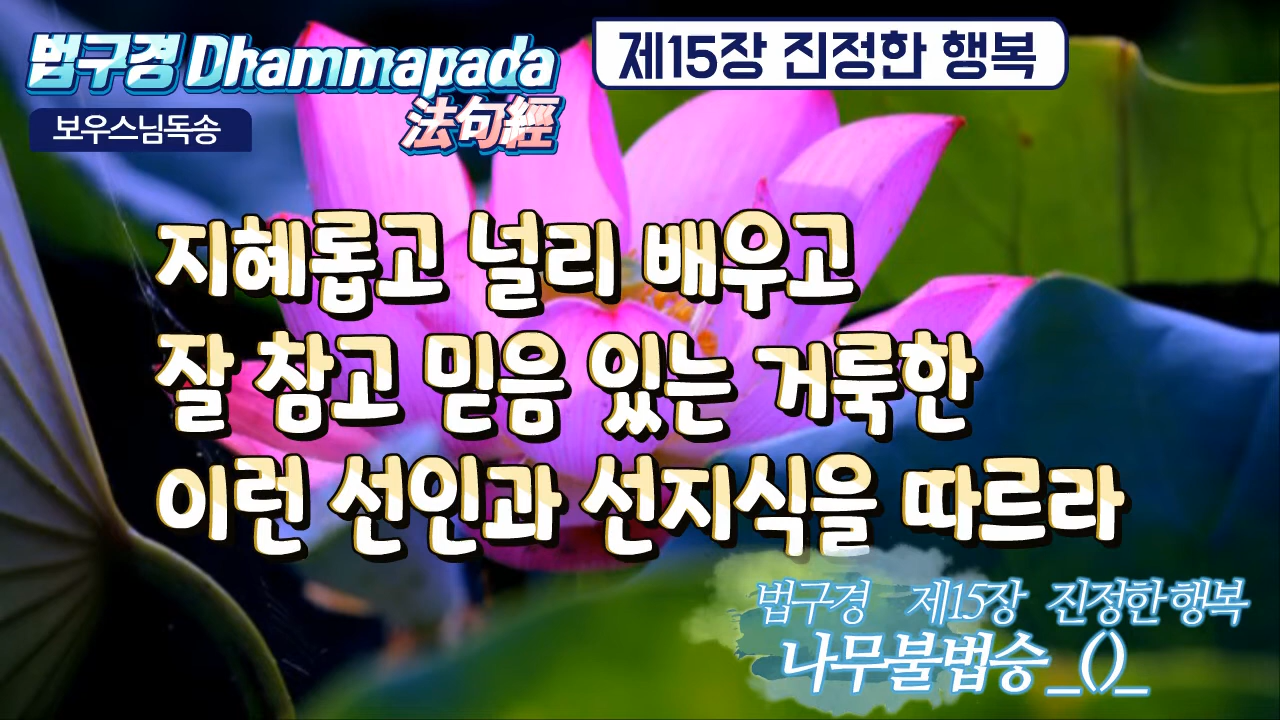 법구경 Dhammapada
法句經
보우스님독송
제15장 진정한 행복
지혜롭고 널리 배우고
잘 참고 믿음 있는 거룩한
이런 선인과 선지식을 따르라
법구경 제15장 진정한 행복
나무불법승_()_